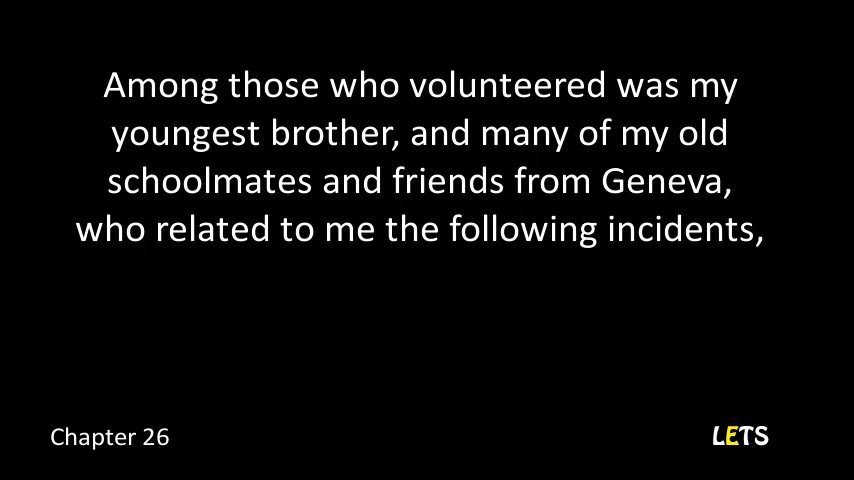 Among those who volunteered was my
youngest brother, and many of my old
schoolmates and friends from Geneva,
who related to me the following incidents,
Chapter 26
LETS